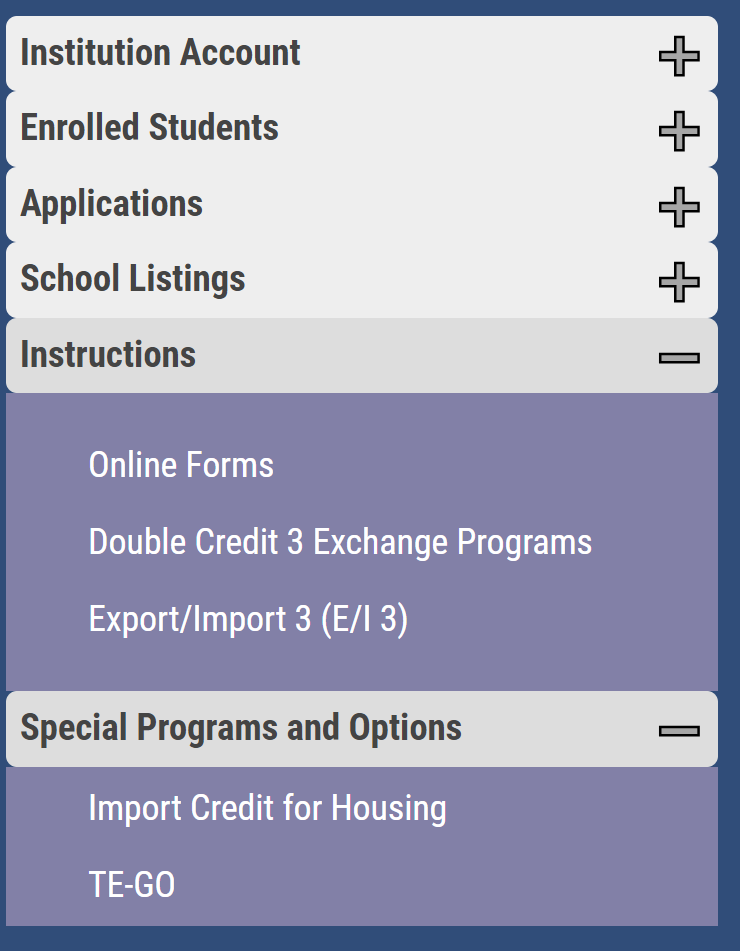 Institution Account
Enrolled Students
Applications
School Listings
Instructions
Online Forms
Double Credit 3 Exchange Programs
Export/Import 3 (E/I 3)
Special Programs and Options
Import Credit for Housing
TE-GO